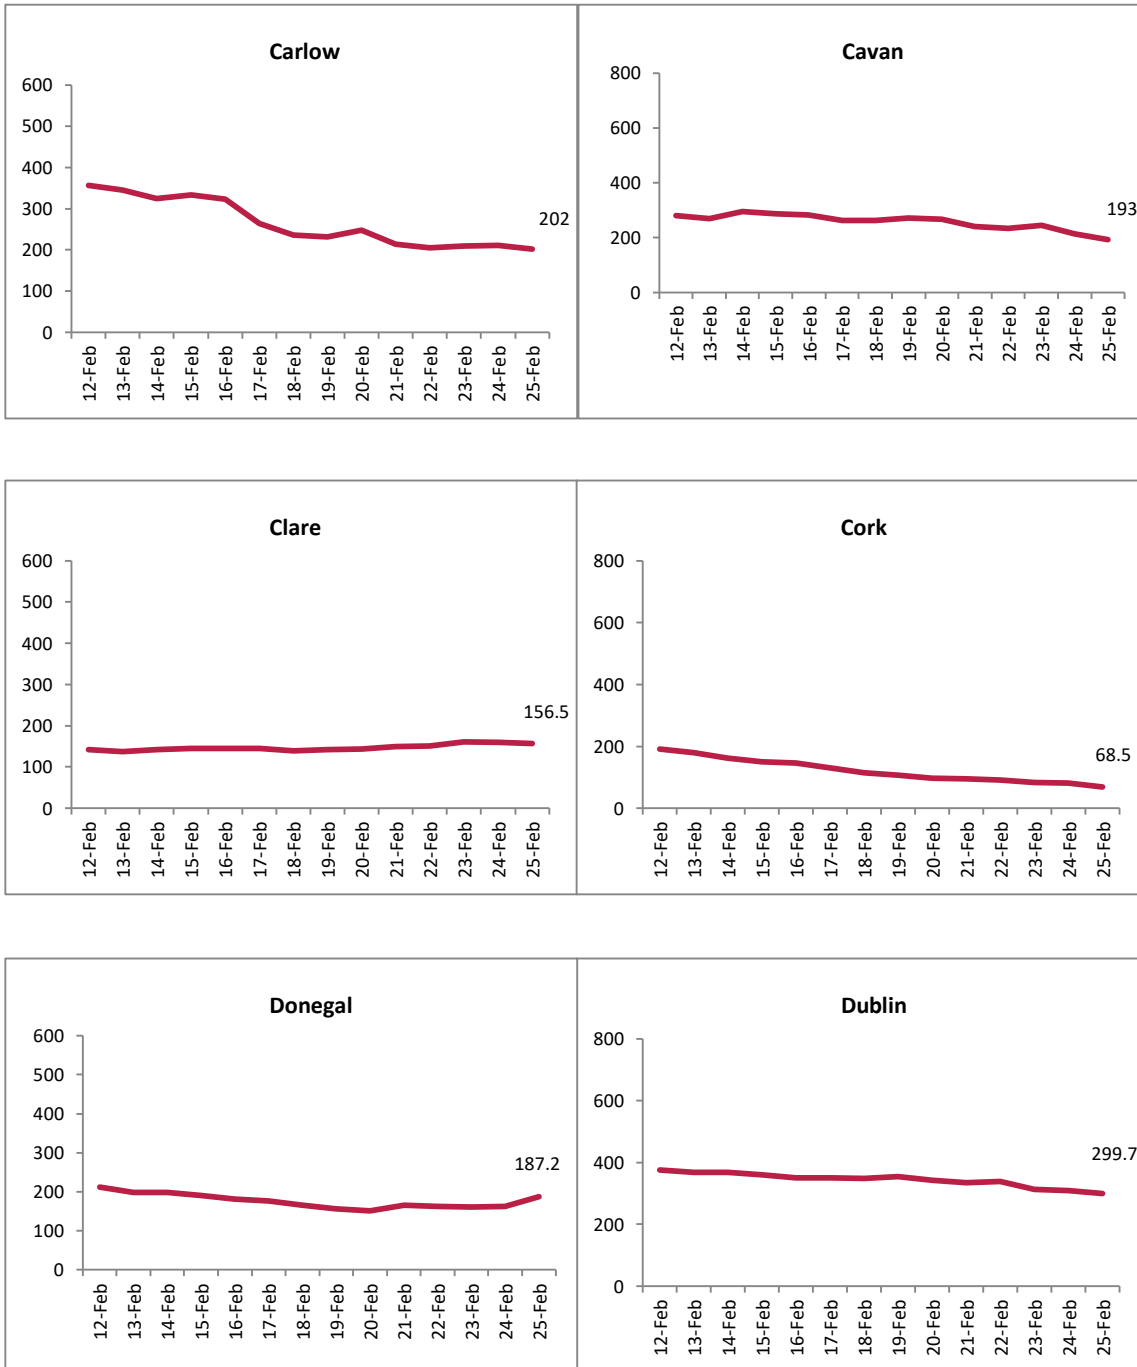 Carlow
600
500
400
300
200
100
0
202
12-Feb
13-Feb
14-Feb
15-Feb
16-Feb
17-Feb
18-Feb
19-Feb
20-Feb
21-Feb
22-Feb
23-Feb
24-Feb
25-Feb
Cavan
800
600
400
200
0
193
12-Feb
13-Feb
14-Feb
15-Feb
16-Feb
17-Feb
18-Feb
19-Feb
20-Feb
21-Feb
22-Feb
23-Feb
24-Feb
25-Feb
Clare
600
500
400
300
200
100
0
156.5
12-Feb
13-Feb
14-Feb
15-Feb
16-Feb
17-Feb
18-Feb
19-Feb
20-Feb
21-Feb
22-Feb
23-Feb
24-Feb
25-Feb
Cork
800
600
400
200
0
68.5
12-Feb
13-Feb
14-Feb
15-Feb
16-Feb
17-Feb
18-Feb
19-Feb
20-Feb
21-Feb
22-Feb
23-Feb
24-Feb
25-Feb
Donegal
600
500
400
300
200
100
0
187.2
12-Feb
13-Feb
14-Feb
15-Feb
16-Feb
17-Feb
18-Feb
19-Feb
20-Feb
21-Feb
22-Feb
23-Feb
24-Feb
25-Feb
Dublin
800
600
400
200
0
299.7
12-Feb
13-Feb
14-Feb
15-Feb
16-Feb
17-Feb
18-Feb
19-Feb
20-Feb
21-Feb
22-Feb
23-Feb
24-Feb
25-Feb